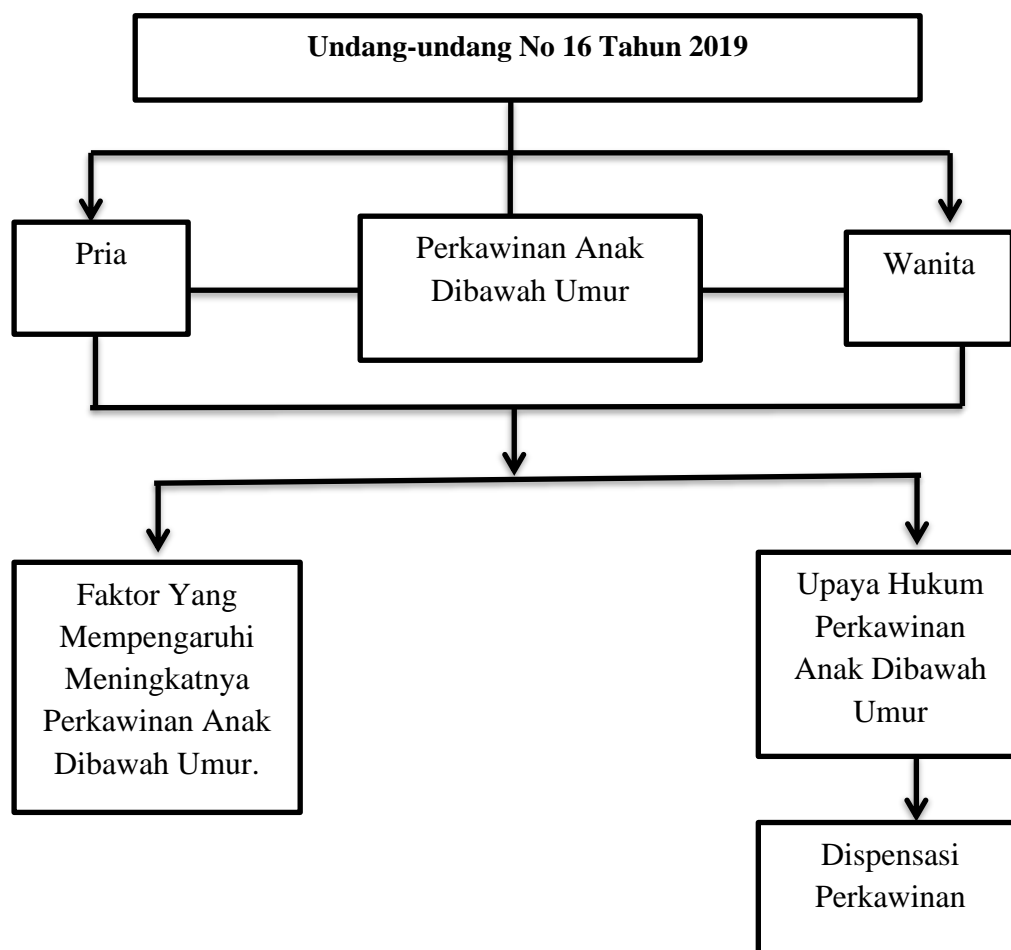 Undang-undang No 16 Tahun 2019
Pria
Perkawinan Anak
Dibawah Umur
Wanita
Faktor Yang
Mempengaruhi
Meningkatnya
Perkawinan Anak
Dibawah Umur.
Upaya Hukum
Perkawinan
Anak Dibawah
Umur
Dispensasi
Perkawinan